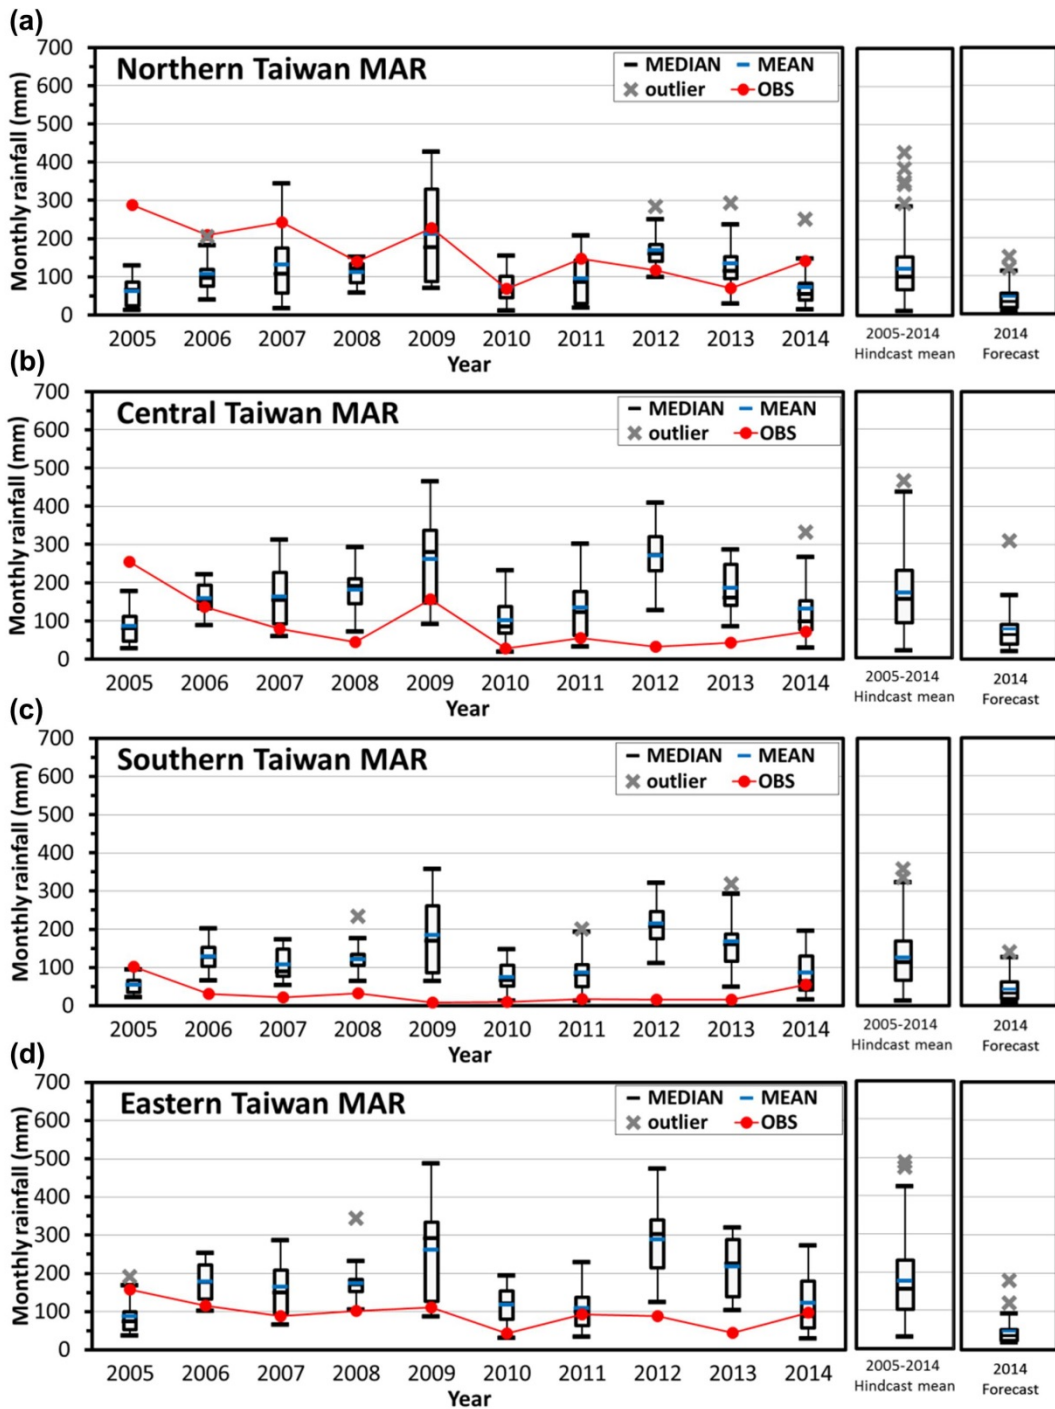 (a)
Northern Taiwan MAR
MEDIAN MEAN
outlier OBS
Monthly rainfall (mm)
700
600
500
400
300
200
100
0
2005 2006 2007 2008 2009 2010 2011 2012 2013 2014
Year
2005-2014
Hindcast mean
2014
Forecast
(b)
Central Taiwan MAR
MEDIAN MEAN
outlier OBS
Monthly rainfall (mm)
700
600
500
400
300
200
100
0
2005 2006 2007 2008 2009 2010 2011 2012 2013 2014
Year
2005-2014
Hindcast mean
2014
Forecast
(c)
Southern Taiwan MAR
MEDIAN MEAN
outlier OBS
Monthly rainfall (mm)
700
600
500
400
300
200
100
0
2005 2006 2007 2008 2009 2010 2011 2012 2013 2014
Year
2005-2014
Hindcast mean
2014
Forecast
(d)
Eastern Taiwan MAR
MEDIAN MEAN
outlier OBS
Monthly rainfall (mm)
700
600
500
400
300
200
100
0
2005 2006 2007 2008 2009 2010 2011 2012 2013 2014
Year
2005-2014
Hindcast mean
2014
Forecast